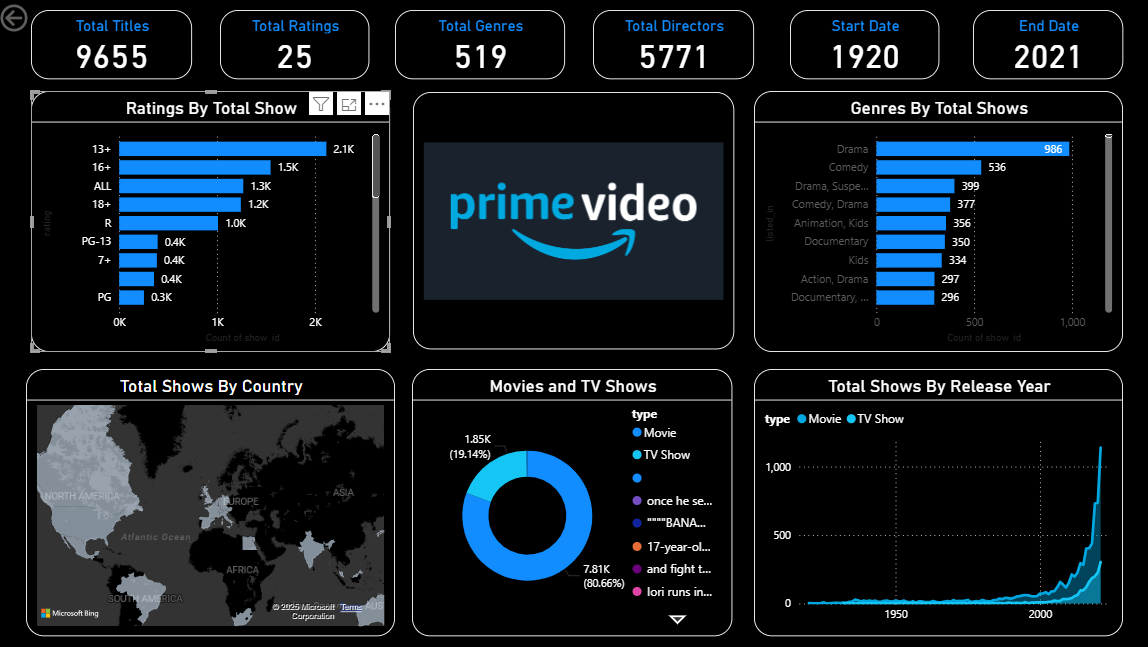 Total Titles
9655
Total Ratings
25
Total Genres
519
Total Directors
5771
Start Date
1920
End Date
2021
Ratings By Total Show
rating
13+
2.1K
16+
1.5K
ALL
1.3K
18+
1.2K
R
1.0K
PG-13
0.4K
7+
0.4K
0.4K
PG
0.3K
0K
1K
2K
Count of show_id
prime video
Genres By Total Shows
listed_in
Drama
986
Comedy
536
Drama, Suspe...
399
Comedy, Drama
377
Animation, Kids
356
Documentary
350
Kids
334
Action, Drama
297
Documentary, ...
296
0
500
1,000
Count of show_id
Total Shows By Country
NORTH AMERICA
EUROPE
ASIA
Atlantic Ocean
AFRICA
SOUTH AMERICA
AUS
Microsoft Bing
© 2025 Microsoft Corporation
Terms
Movies and TV Shows
1.85K
(19.14%)
7.81K
(80.66%)
type
Movie
TV Show
once he se...
""""BANA...
17-year-ol...
and fight t...
lori runs in...
Total Shows By Release Year
type
Movie
TV Show
1,000
500
0
1950
2000